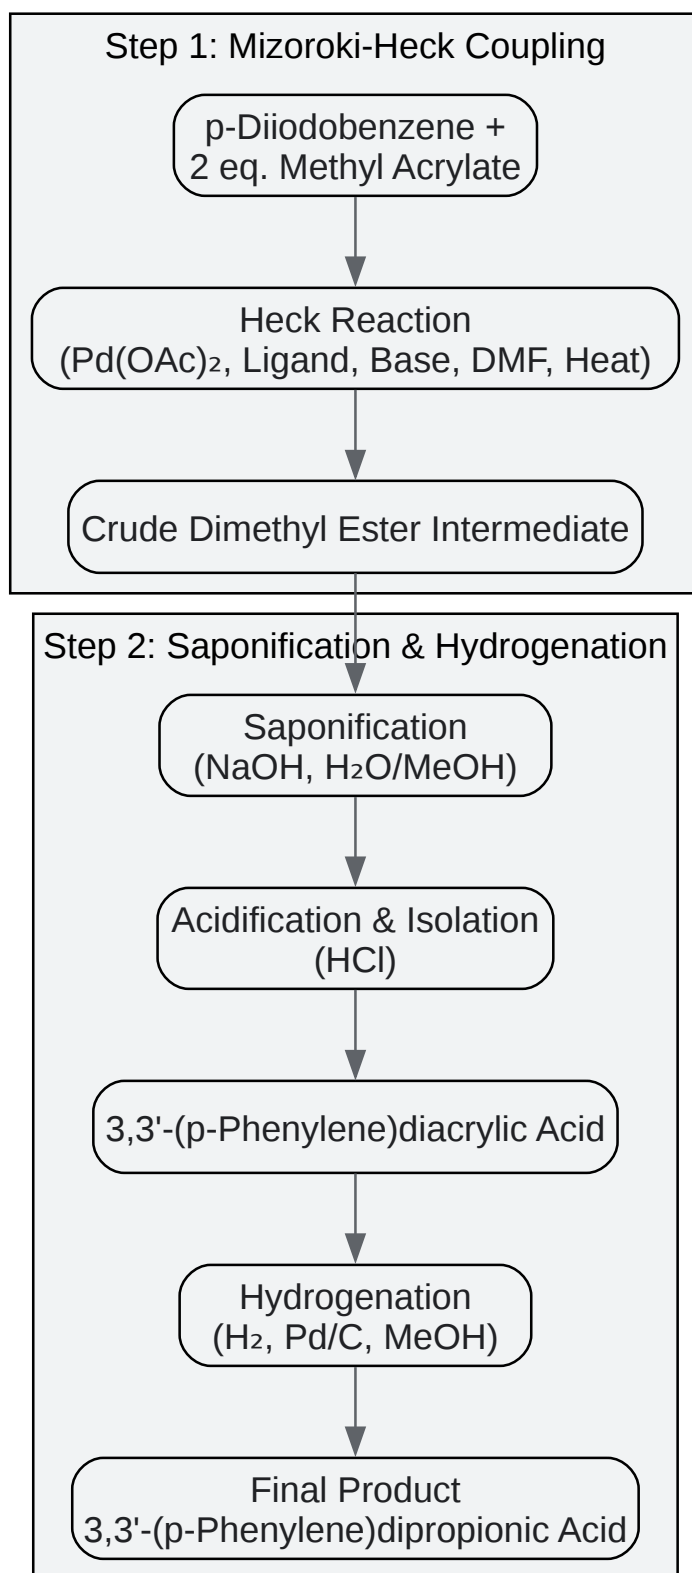 Step 1: Mizoroki-Heck Coupling
p-Diiodobenzene +
2 eq. Methyl Acrylate
Heck Reaction
(Pd(OAc)₂, Ligand, Base, DMF, Heat)
Crude Dimethyl Ester Intermediate
Step 2: Saponification & Hydrogenation
Saponification
(NaOH, H₂O/MeOH)
Acidification & Isolation
(HCl)
3,3'-(p-Phenylene)diacrylic Acid
Hydrogenation
(H₂, Pd/C, MeOH)
Final Product
3,3'-(p-Phenylene)dipropionic Acid